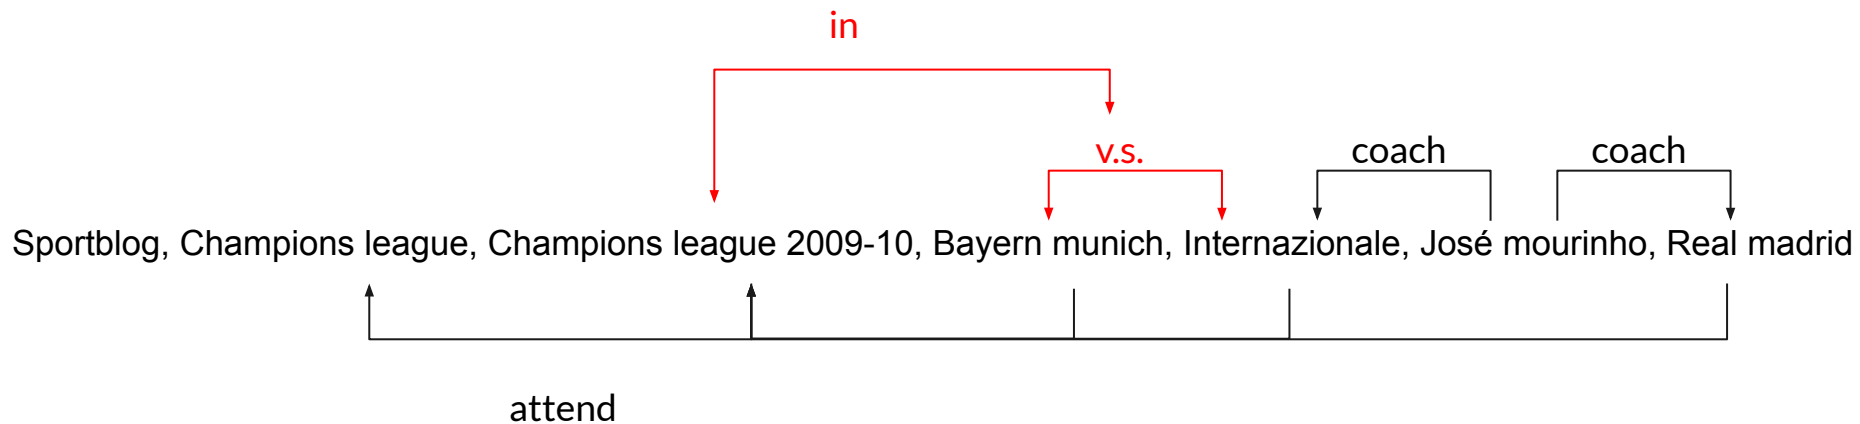 in
v.s. coach coach
Sportblog, Champions league, Champions league 2009-10, Bayern munich, Internazionale, José mourinho, Real madrid
attend